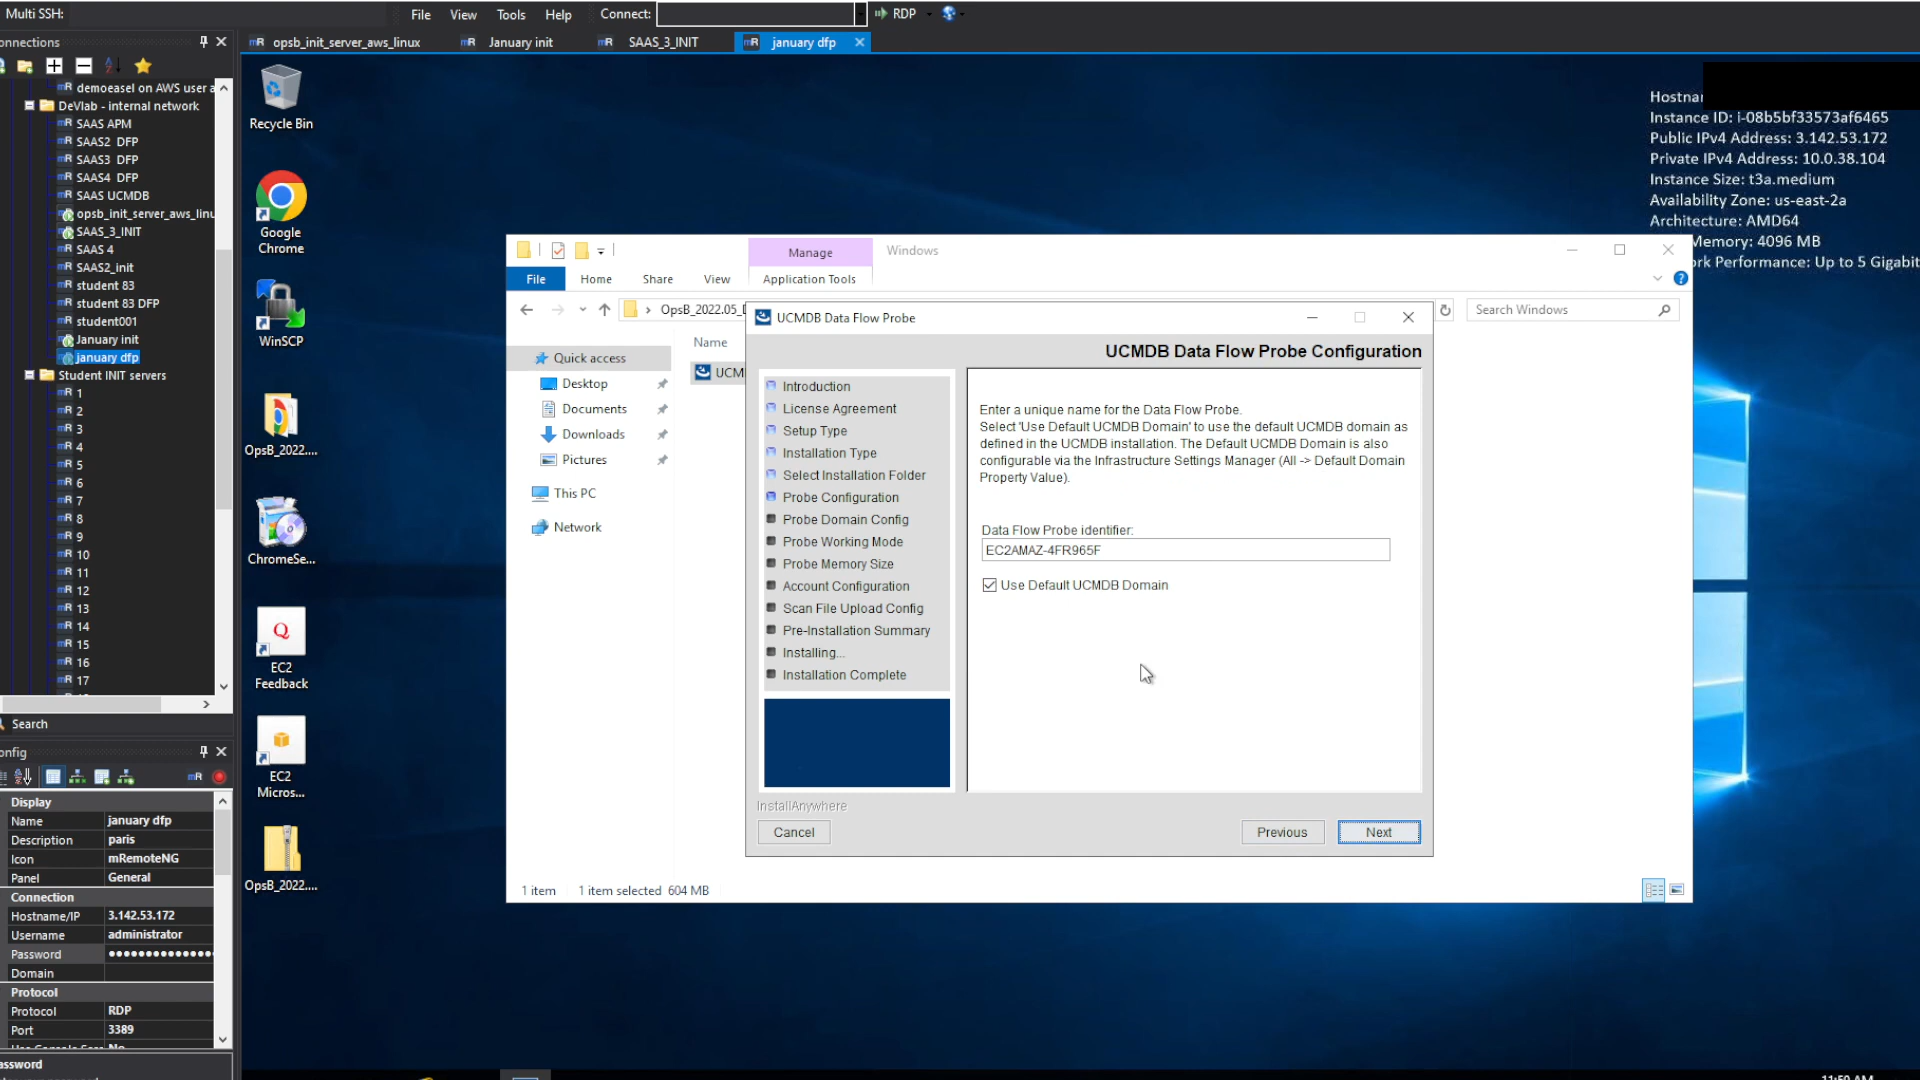 Multi SSH:
File View Tools Help Connect: RDP
onnections
opsb_init_server_aws_linux January init SAAS_3_INIT january dfp
demoeasel on AWS user a
DeVlab - internal network
SAAS APM
SAAS2 DFP
SAAS3 DFP
SAAS4 DFP
SAAS UCMDB
opsb_init_server_aws_linu
SAAS_3_INIT
SAAS 4
SAAS2_init
student 83
student 83 DFP
student001
January init
january dfp
Student INIT servers
1
2
3
4
5
6
7
8
9
10
11
12
13
14
15
16
17
Search
onfig
Display
Name january dfp
Description paris
Icon mRemoteNG
Panel General
Connection
Hostname/IP 3.142.53.172
Username administrator
Password ●●●●●●●●●●●●●●●
Domain
Protocol
Protocol RDP
Port 3389
assword
Recycle Bin
Google
Chrome
WinSCP
OpsB_2022....
ChromeSe...
EC2
Feedback
EC2
Micros...
OpsB_2022....
Hostna
Instance ID: i-08b5bf33573af6465
Public IPv4 Address: 3.142.53.172
Private IPv4 Address: 10.0.38.104
Instance Size: t3a.medium
Availability Zone: us-east-2a
Architecture: AMD64
Memory: 4096 MB
rk Performance: Up to 5 Gigabit
Manage Windows
File Home Share View Application Tools
OpsB_2022.05_D
Search Windows
Name
UCM
Quick access
Desktop
Documents
Downloads
Pictures
This PC
Network
1 item 1 item selected 604 MB
UCMDB Data Flow Probe
UCMDB Data Flow Probe Configuration
Introduction
License Agreement
Setup Type
Installation Type
Select Installation Folder
Probe Configuration
Probe Domain Config
Probe Working Mode
Probe Memory Size
Account Configuration
Scan File Upload Config
Pre-Installation Summary
Installing...
Installation Complete
Enter a unique name for the Data Flow Probe.
Select 'Use Default UCMDB Domain' to use the default UCMDB domain as
defined in the UCMDB installation. The Default UCMDB Domain is also
configurable via the Infrastructure Settings Manager (All -> Default Domain
Property Value).
Data Flow Probe identifier:
EC2AMAZ-4FR965F
Use Default UCMDB Domain
InstallAnywhere
Cancel Previous Next